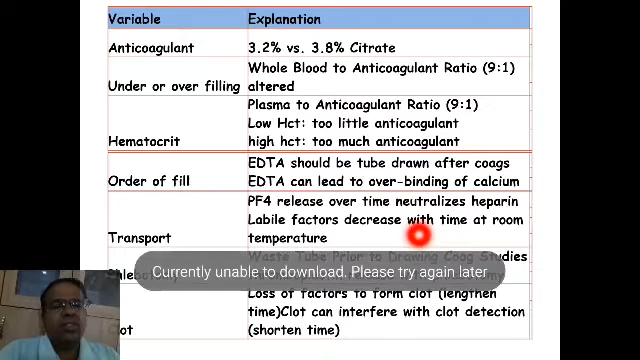 Variable Explanation
Anticoagulant 3.2% vs. 3.8% Citrate
Whole Blood to Anticoagulant Ratio (9:1)
Under or over filling altered
Plasma to Anticoagulant Ratio (9:1)
Low Hct: too little anticoagulant
Hematocrit high hct: too much anticoagulant
EDTA should be tube drawn after coags
Order of fill EDTA can lead to over-binding of calcium
PF4 release over time neutralizes heparin
Labile factors decrease with time at room
Transport temperature
Waste Tube Prior to Drawing Coag Studies
Currently unable to download. Please try again later
Loss of factors to form clot (lengthen
time)Clot can interfere with clot detection
(shorten time)